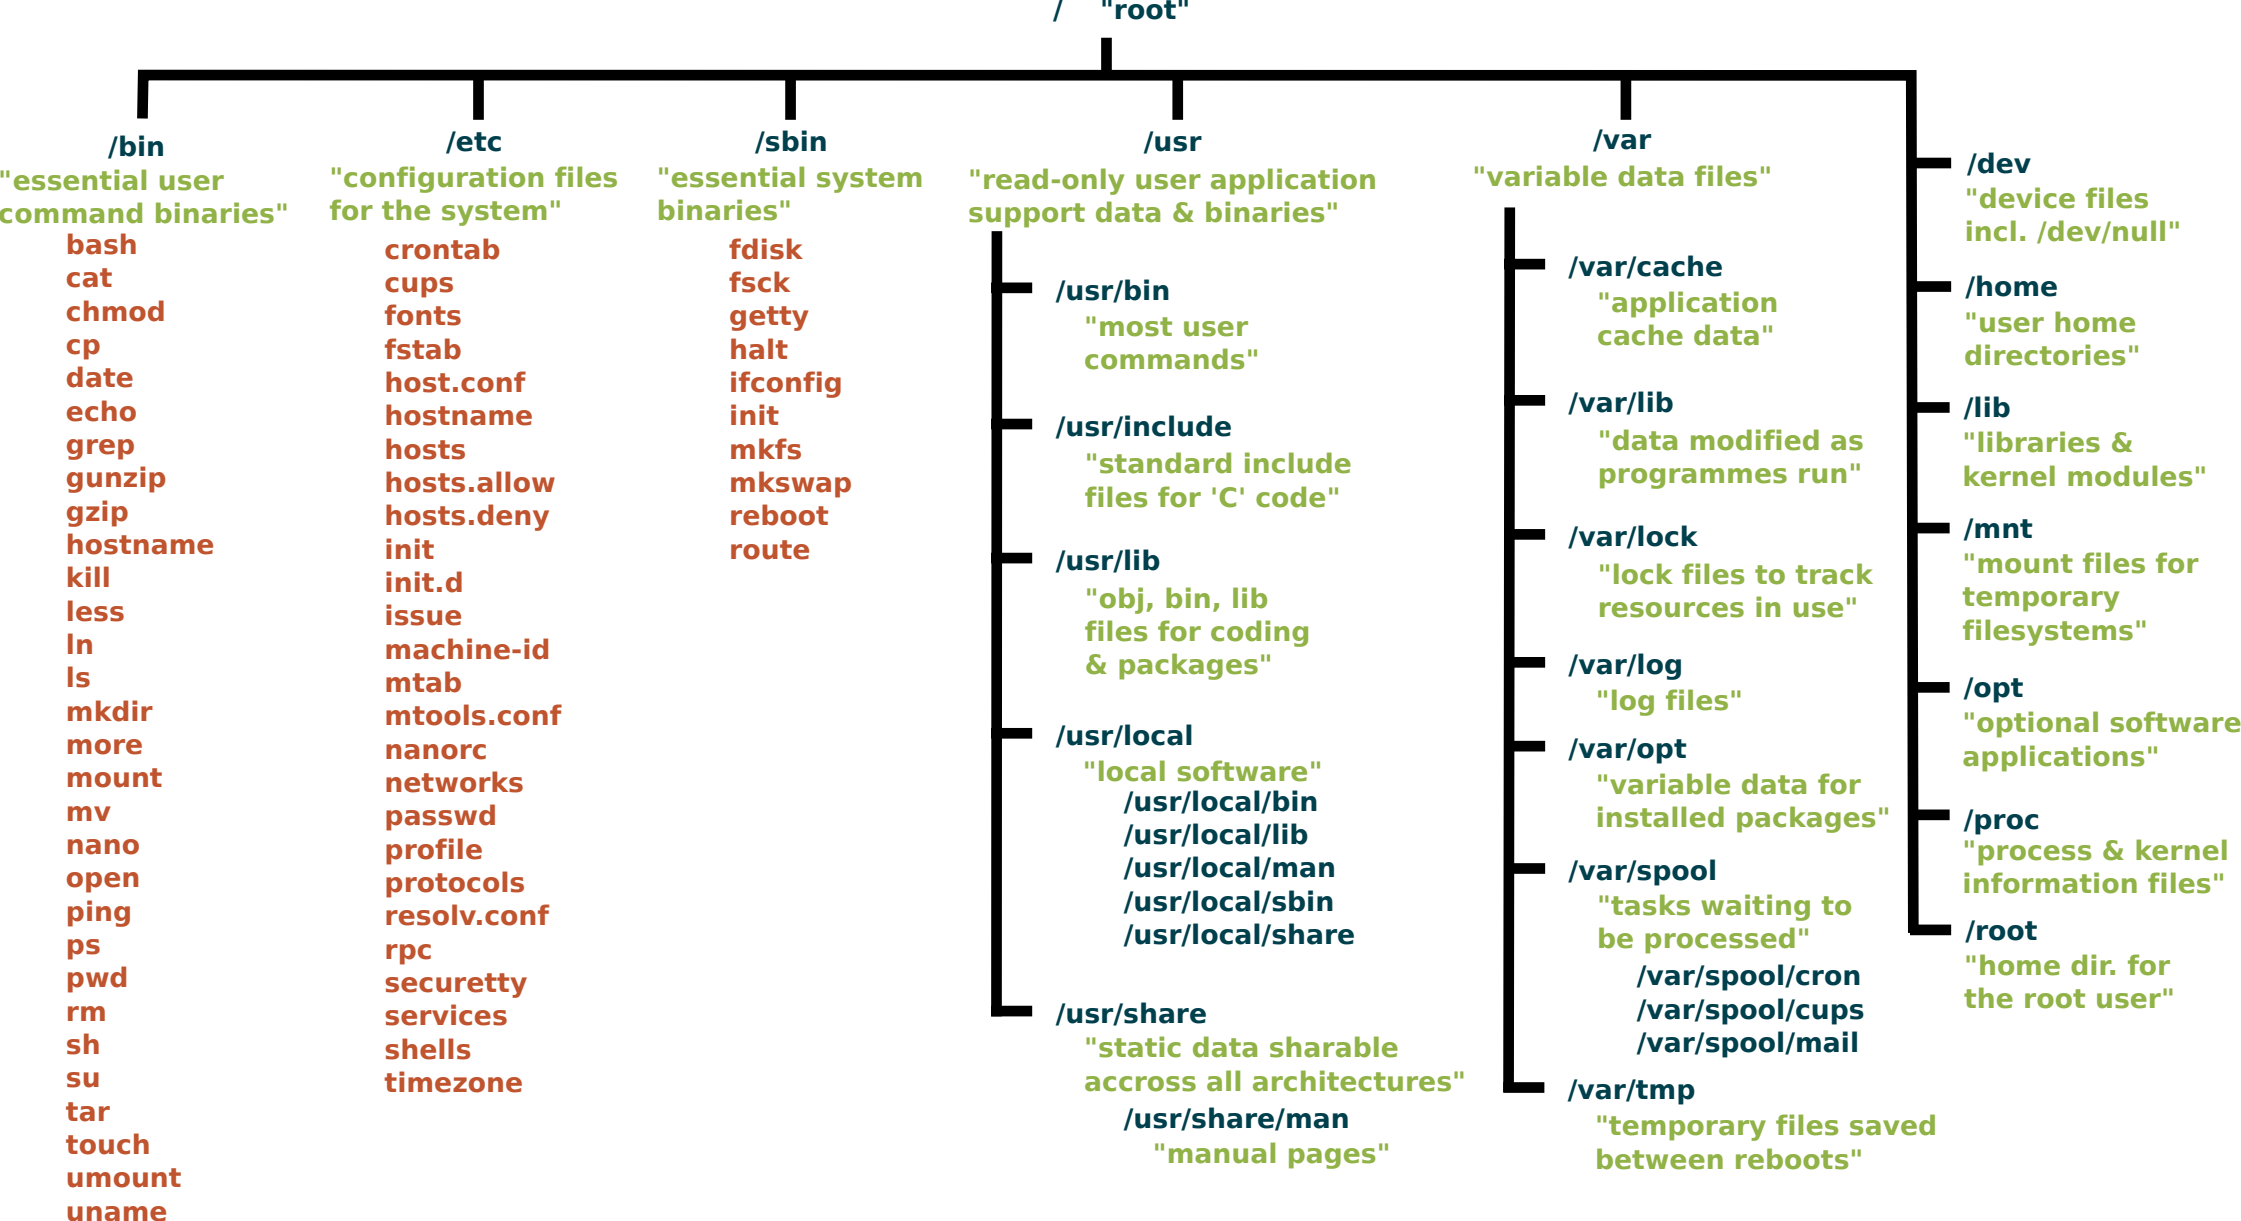 / "root"
/bin
"essential user
command binaries"
bash
cat
chmod
cp
date
echo
grep
gunzip
gzip
hostname
kill
less
ln
ls
mkdir
more
mount
mv
nano
open
ping
ps
pwd
rm
sh
su
tar
touch
umount
uname
/etc
"configuration files
for the system"
crontab
cups
fonts
fstab
host.conf
hostname
hosts
hosts.allow
hosts.deny
init
init.d
issue
machine-id
mtab
mtools.conf
nanorc
networks
passwd
profile
protocols
resolv.conf
rpc
securetty
services
shells
timezone
/sbin
"essential system
binaries"
fdisk
fsck
getty
halt
ifconfig
init
mkfs
mkswap
reboot
route
/usr
"read-only user application
support data & binaries"
/usr/bin
"most user
commands"
/usr/include
"standard include
files for 'C' code"
/usr/lib
"obj, bin, lib
files for coding
& packages"
/usr/local
"local software"
/usr/local/bin
/usr/local/lib
/usr/local/man
/usr/local/sbin
/usr/local/share
/usr/share
"static data sharable
accross all architectures"
/usr/share/man
"manual pages"
/var
"variable data files"
/var/cache
"application
cache data"
/var/lib
"data modified as
programmes run"
/var/lock
"lock files to track
resources in use"
/var/log
"log files"
/var/opt
"variable data for
installed packages"
/var/spool
"tasks waiting to
be processed"
/var/spool/cron
/var/spool/cups
/var/spool/mail
/var/tmp
"temporary files saved
between reboots"
/dev
"device files
incl. /dev/null"
/home
"user home
directories"
/lib
"libraries &
kernel modules"
/mnt
"mount files for
temporary
filesystems"
/opt
"optional software
applications"
/proc
"process & kernel
information files"
/root
"home dir. for
the root user"